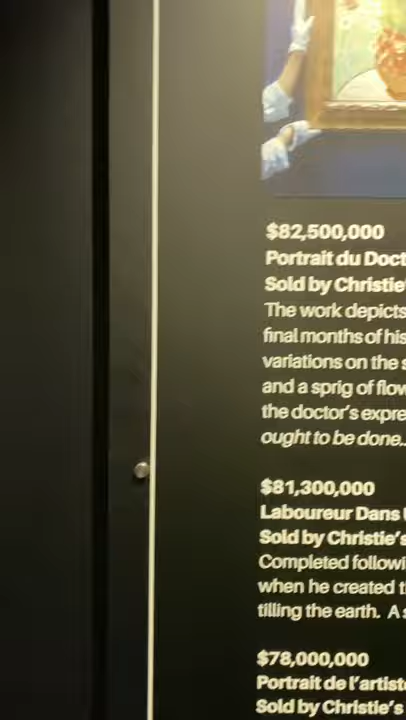 $82,500,000
Portrait du Doct
Sold by Christie'
The work depicts
final months of his
variations on the s
and a sprig of flow
the doctor's expre
ought to be done..
$81,300,000
Laboureur Dans
Sold by Christie's
Completed followi
when he created t
tilling the earth. A s
$78,000,000
Portrait de l'artist
Sold by Christie's